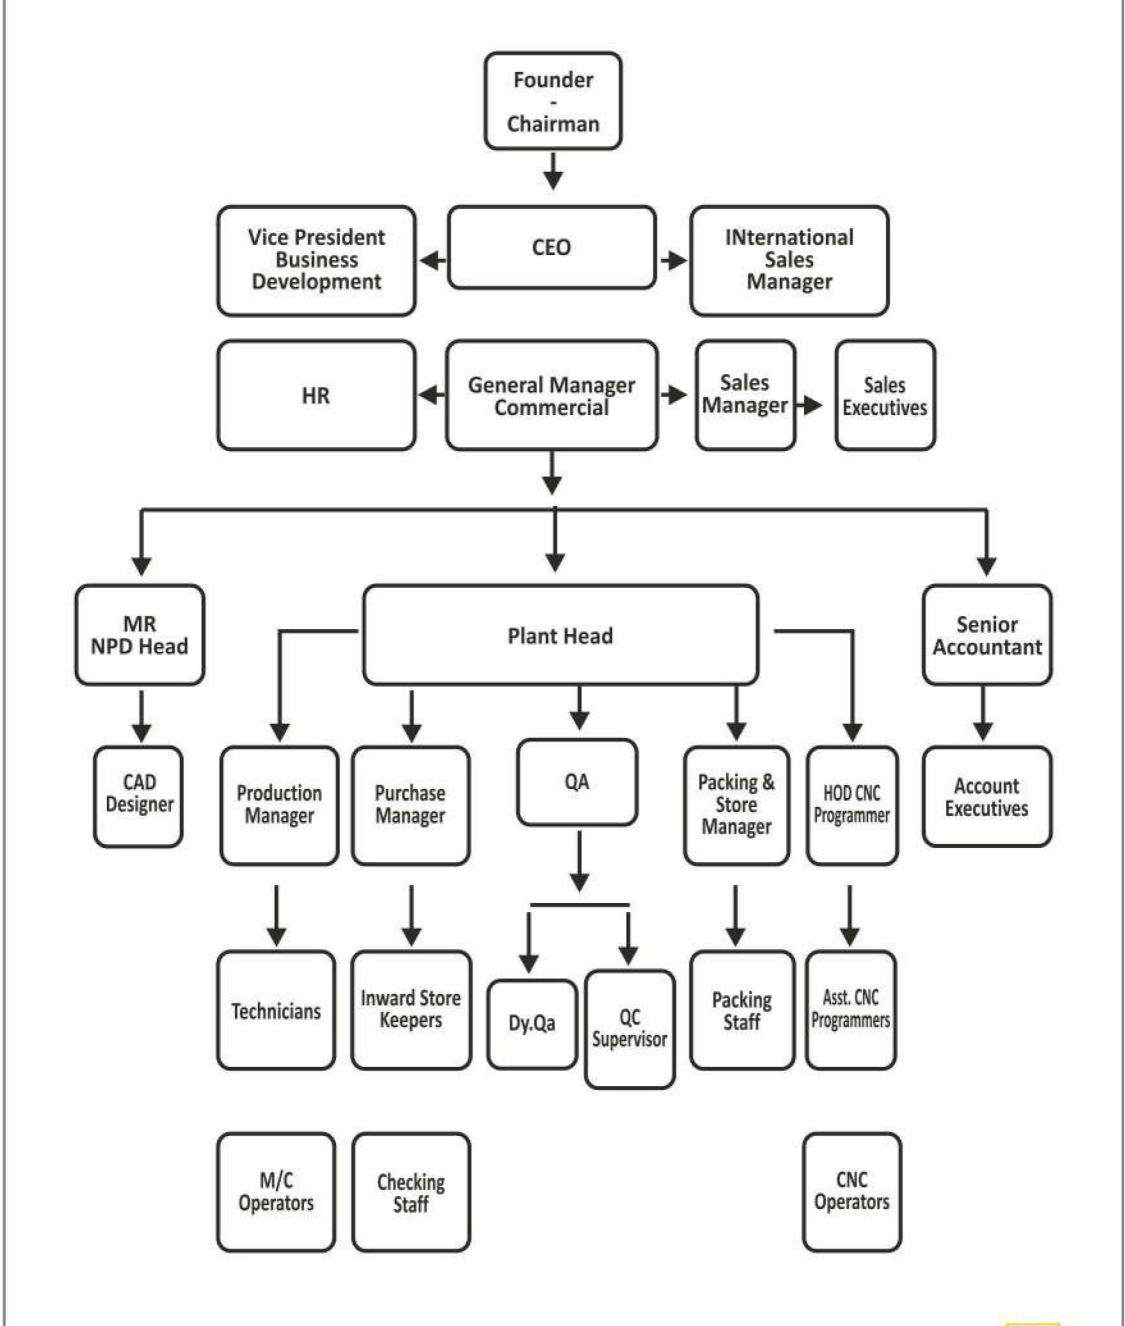 Founder
-
Chairman
Vice President
Business
Development
CEO
INternational
Sales
Manager
HR
General Manager
Commercial
Sales
Manager
Sales
Executives
MR
NPD Head
Plant Head
Senior
Accountant
CAD
Designer
Production
Manager
Purchase
Manager
QA
Packing &
Store
Manager
HOD CNC
Programmer
Account
Executives
Technicians
Inward Store
Keepers
Dy.Qa
QC
Supervisor
Packing
Staff
Asst. CNC
Programmers
M/C
Operators
Checking
Staff
CNC
Operators